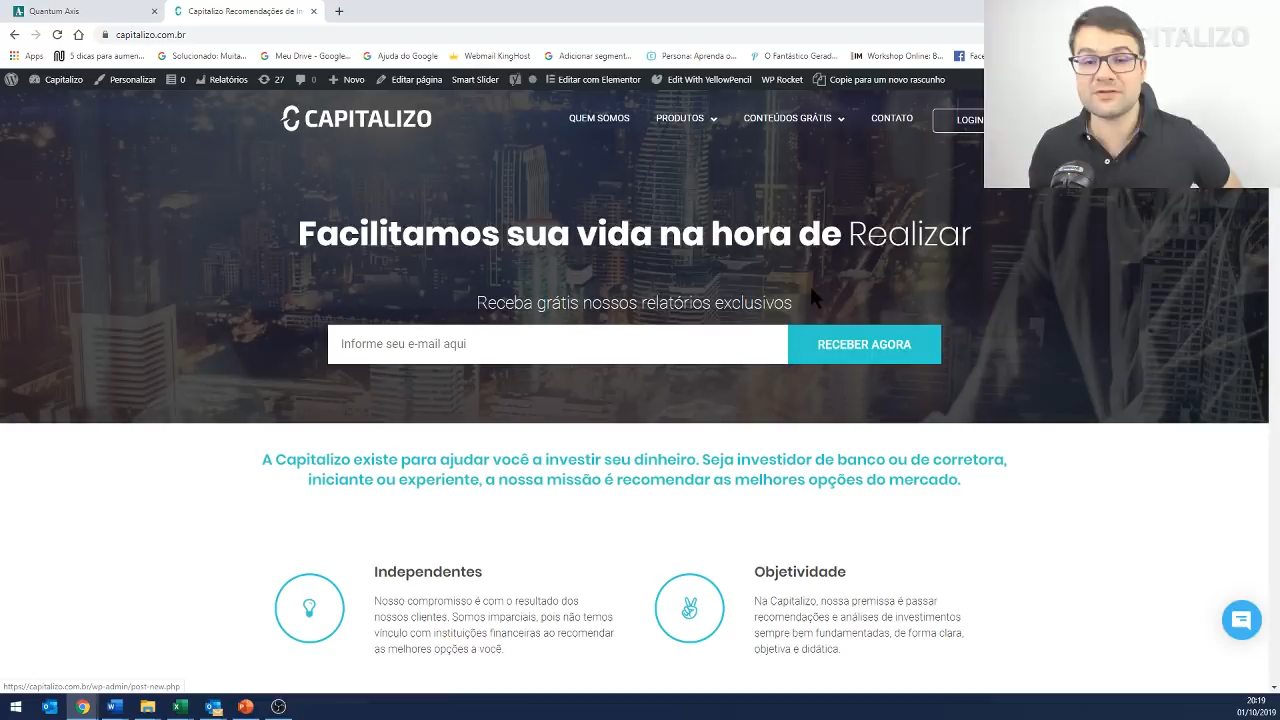 Quantum Axis
Capitalizo Recomendações de In
capitalizo.com.br
Apps
5 dicas para aumen...
Solucionado: Muita...
Meu Drive - Google...
Ajuda do Google
Webmail KingHost
Adicionar segment...
Persona: Aprenda o...
O Fantástico Gerad...
Workshop Online: B...
Face
Capitalizo
Personalizar
0
Relatórios
27
0
Novo
Editar
Smart Slider
Editar com Elementor
Edit With YellowPencil
WP Rocket
Copie para um novo rascunho
CAPITALIZO
QUEM SOMOS
PRODUTOS
CONTEÚDOS GRÁTIS
CONTATO
LOGIN
Facilitamos sua vida na hora de Realizar
Receba grátis nossos relatórios exclusivos
Informe seu e-mail aqui
RECEBER AGORA
A Capitalizo existe para ajudar você a investir seu dinheiro. Seja investidor de banco ou de corretora,
iniciante ou experiente, a nossa missão é recomendar as melhores opções do mercado.
Independentes
Nosso compromisso é com o resultado dos
nossos clientes. Somos imparciais, pois não temos
vínculo com instituições financeiras ao recomendar
as melhores opções a você.
Objetividade
Na Capitalizo, nossa premissa é passar
recomendações e análises de investimentos
sempre bem fundamentadas, de forma clara,
objetiva e didática.
https://capitalizo.com.br/wp-admin/post-new.php
20:19
01/10/2019